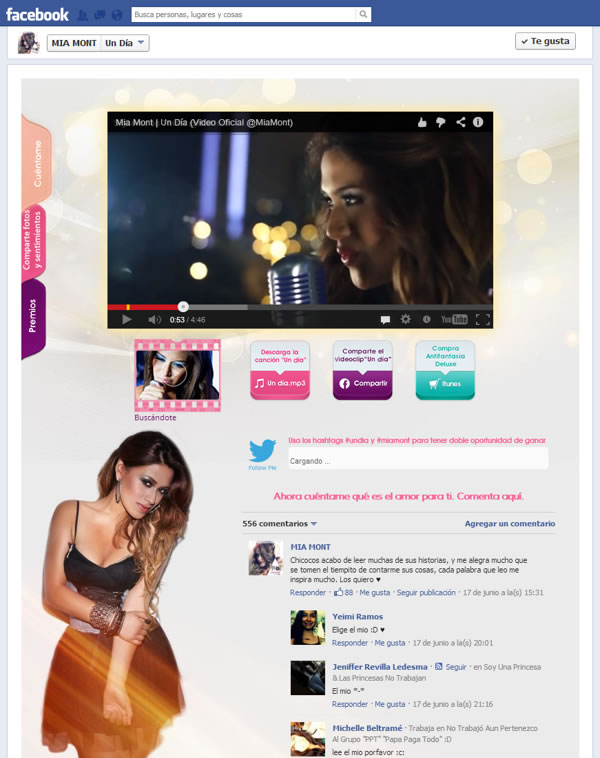 facebook
Busca personas, lugares y cosas
MIA MONT
Un Día
✓ Te gusta
Cuéntame
Comparte fotos
y sentimientos
Premios
Mia Mont | Un Día (Video Oficial @MiaMont)
0:53 / 4:46
YouTube
Buscándote
Descarga la
canción "Un día"
Un dia.mp3
Comparte el
videoclip"Un día"
Compartir
Compra
Antifantasía
Deluxe
Itunes
Follow Me
Usa los hashtags #undia y #miamont para tener doble oportunidad de ganar
Cargando ...
Ahora cuéntame qué es el amor para ti. Comenta aquí.
556 comentarios
Agregar un comentario
MIA MONT
Chicocos acabo de leer muchas de sus historias, y me alegra mucho que
se tomen el tiempito de contarme sus cosas, cada palabra que leo me
inspira mucho. Los quiero ♥
Responder · 88 · Me gusta · Seguir publicación · 17 de junio a la(s) 15:31
Yeimi Ramos
Elige el mio :D ♥
Responder · Me gusta · 17 de junio a la(s) 20:01
Jeniffer Revilla Ledesma · Seguir · en Soy Una Princesa
& Las Princesas No Trabajan
El mio *-*
Responder · Me gusta · 17 de junio a la(s) 21:16
Michelle Beltramé · Trabaja en No Trabajó Aun Pertenezco
Al Grupo "PPT" "Papa Paga Todo" :D
lee el mio porfavor :c: